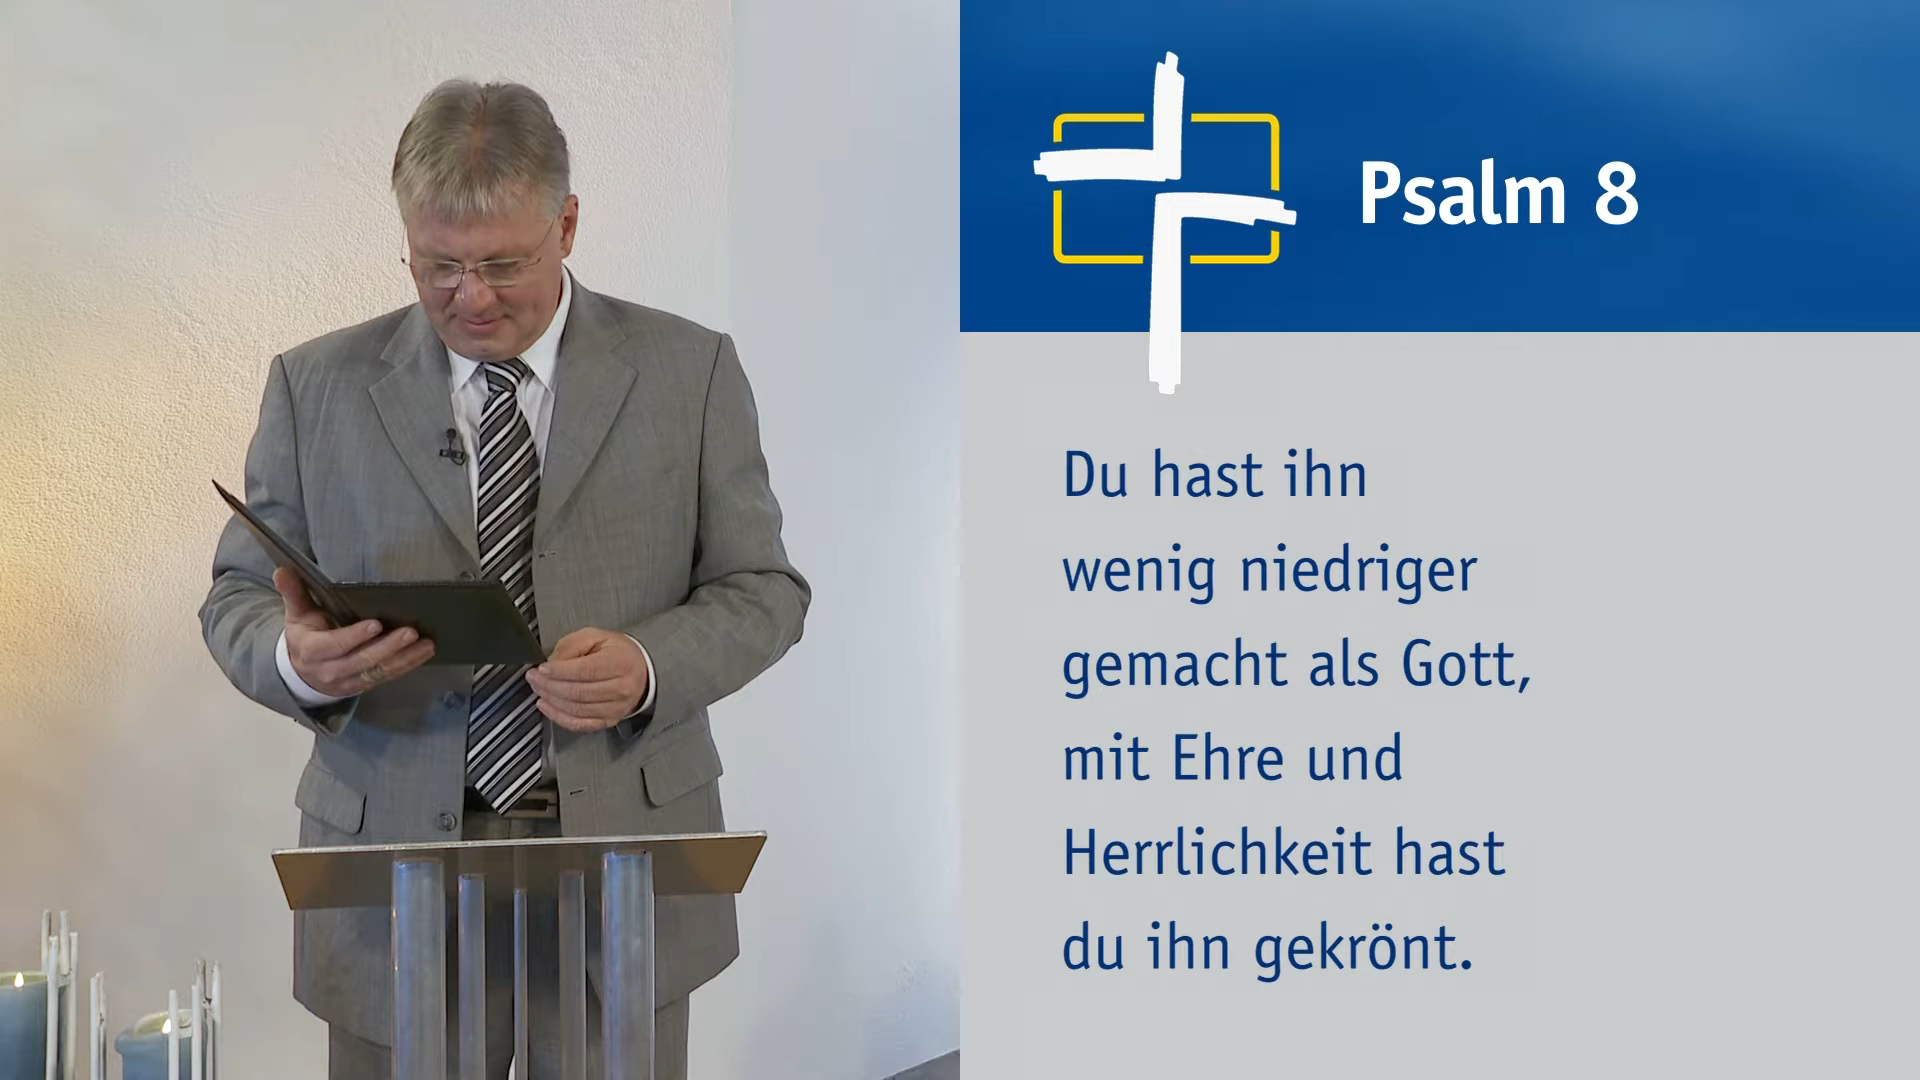 Psalm 8
Du hast ihn
wenig niedriger
gemacht als Gott,
mit Ehre und
Herrlichkeit hast
du ihn gekrönt.